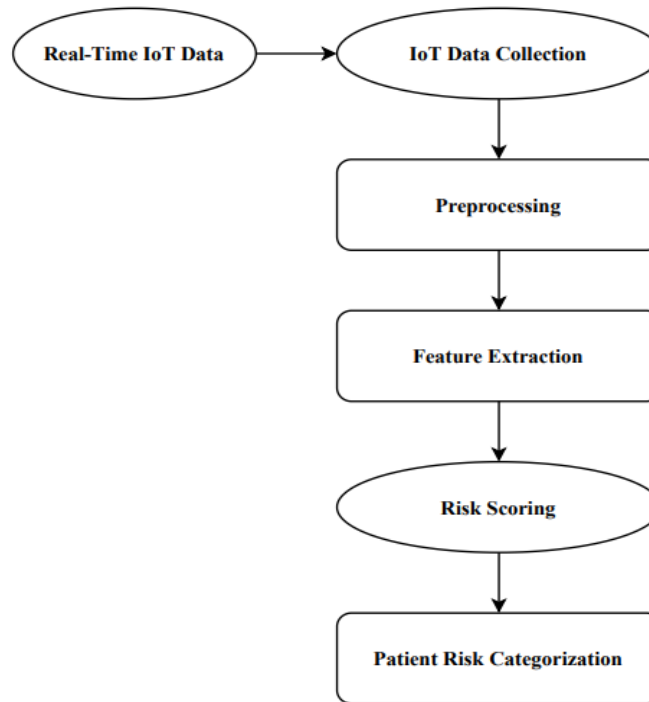 Real-Time IoT Data
IoT Data Collection
Preprocessing
Feature Extraction
Risk Scoring
Patient Risk Categorization